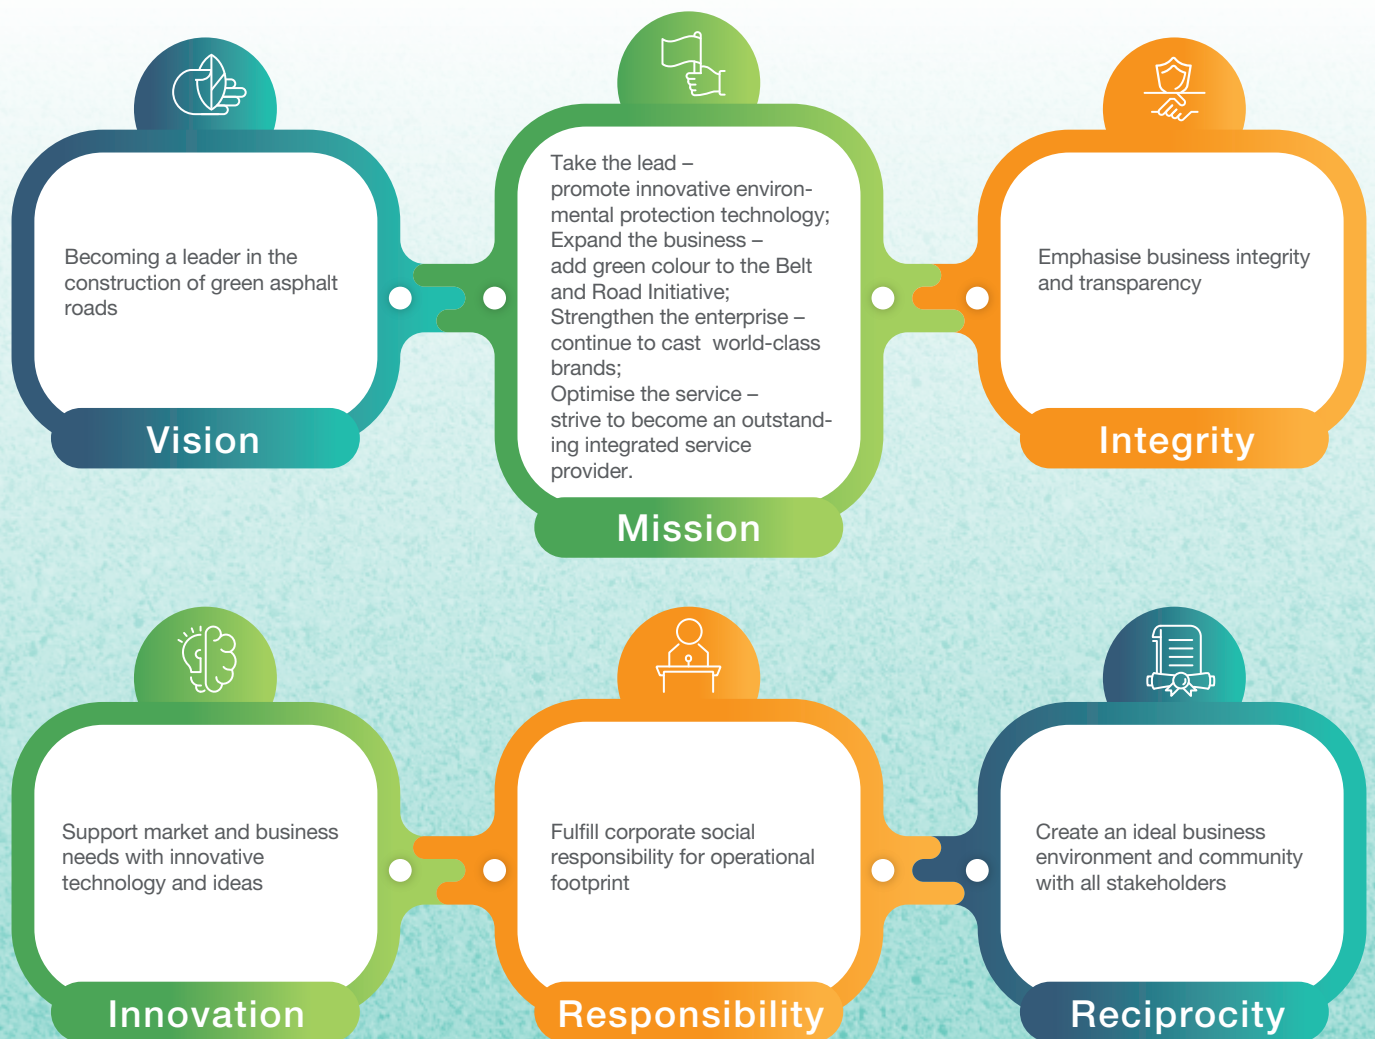 Becoming a leader in the
construction of green asphalt
roads
Vision
Take the lead –
promote innovative environ-
mental protection technology;
Expand the business –
add green colour to the Belt
and Road Initiative;
Strengthen the enterprise –
continue to cast  world-class
brands;
Optimise the service –
strive to become an outstand-
ing integrated service
provider.
Mission
Emphasise business integrity
and transparency
Integrity
Support market and business
needs with innovative
technology and ideas
Innovation
Fulfill corporate social
responsibility for operational
footprint
Responsibility
Create an ideal business
environment and community
with all stakeholders
Reciprocity